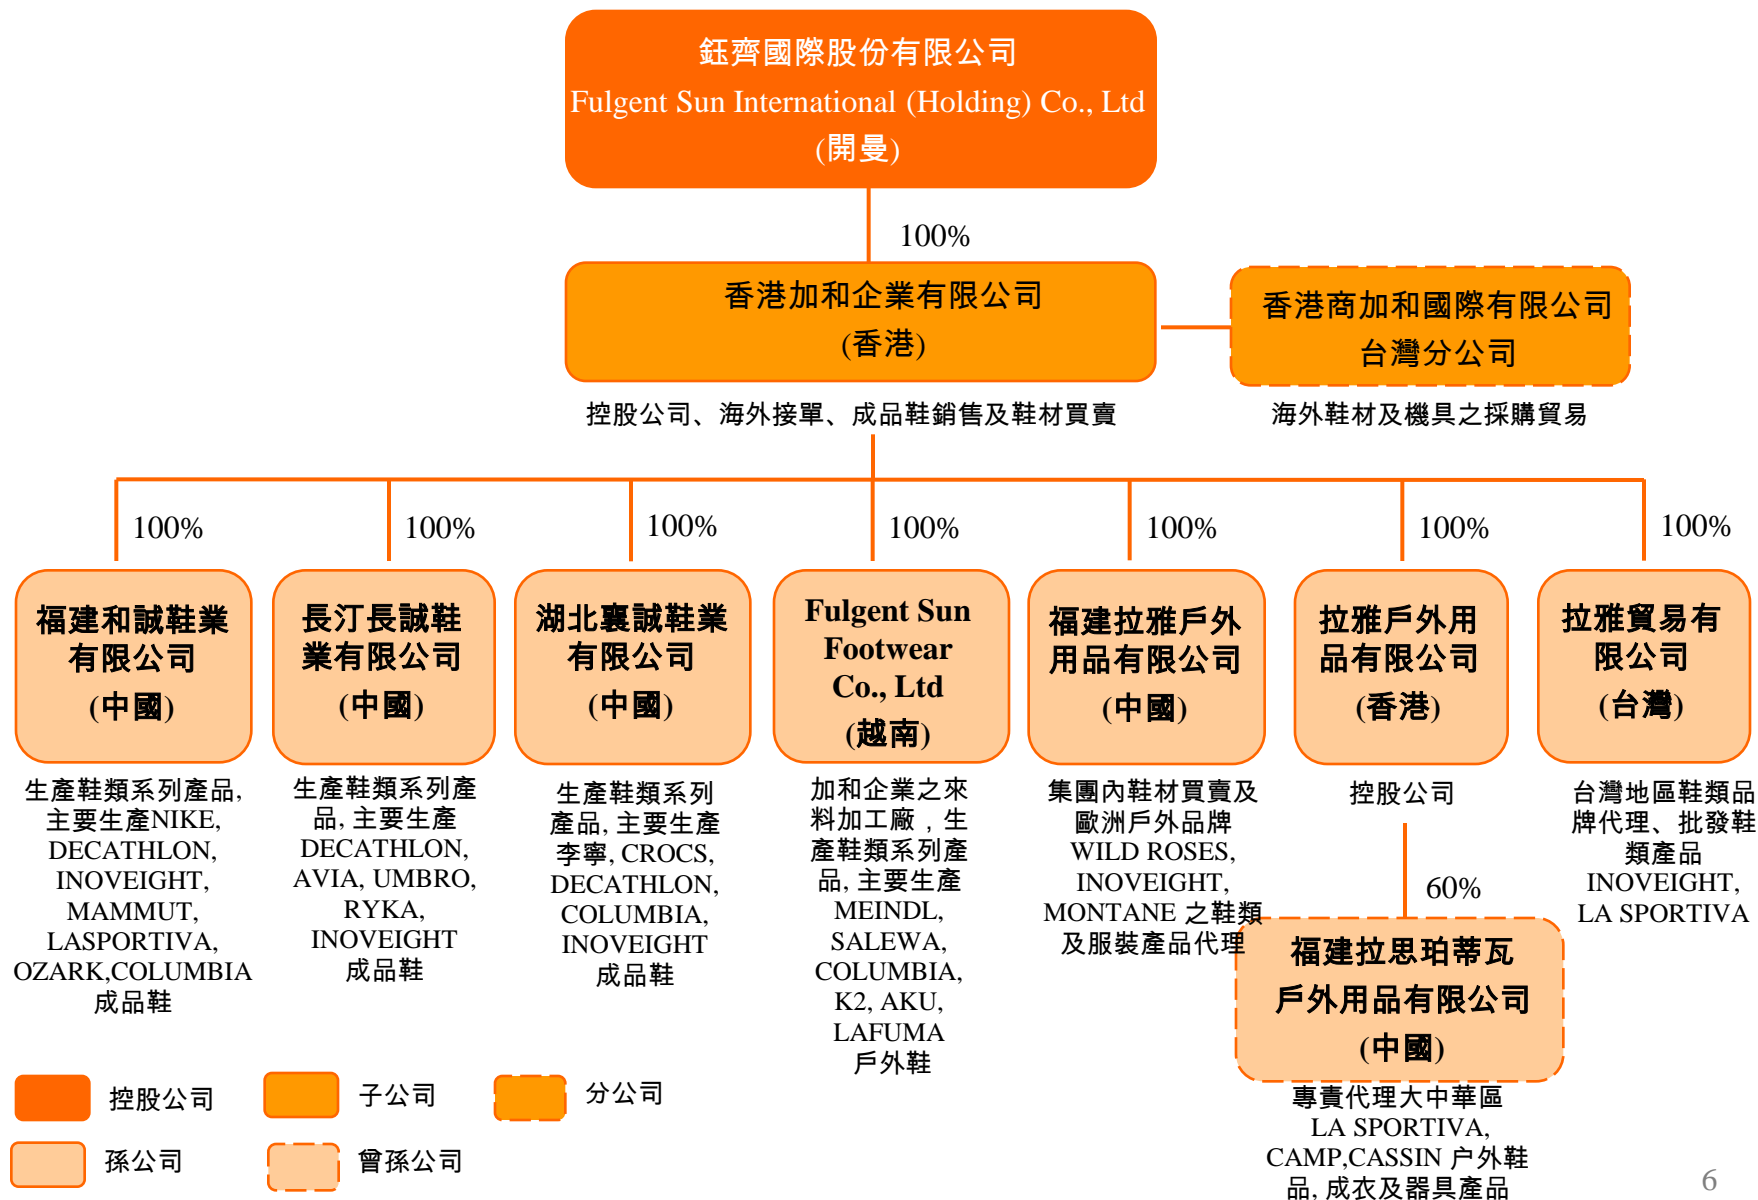 鈺齊國際股份有限公司
Fulgent Sun International (Holding) Co., Ltd
(開曼)
100%
香港加和企業有限公司
(香港)
香港商加和國際有限公司
台灣分公司
控股公司、海外接單、成品鞋銷售及鞋材買賣
海外鞋材及機具之採購貿易
100%
100%
100%
100%
100%
100%
100%
福建和誠鞋業
有限公司
(中國)
生產鞋類系列產品,
主要生產NIKE,
DECATHLON,
INOVEIGHT,
MAMMUT,
LASPORTIVA,
OZARK,COLUMBIA
成品鞋
長汀長誠鞋
業有限公司
(中國)
生產鞋類系列產
品, 主要生產
DECATHLON,
AVIA, UMBRO,
RYKA,
INOVEIGHT
成品鞋
湖北襄誠鞋業
有限公司
(中國)
生產鞋類系列
產品, 主要生產
李寧, CROCS,
DECATHLON,
COLUMBIA,
INOVEIGHT
成品鞋
Fulgent Sun
Footwear
Co., Ltd
(越南)
加和企業之來
料加工廠，生
產鞋類系列產
品, 主要生產
MEINDL,
SALEWA,
COLUMBIA,
K2, AKU,
LAFUMA
戶外鞋
福建拉雅戶外
用品有限公司
(中國)
集團內鞋材買賣及
歐洲戶外品牌
WILD ROSES,
INOVEIGHT,
MONTANE 之鞋類
及服裝產品代理
拉雅戶外用
品有限公司
(香港)
控股公司
60%
福建拉思珀蒂瓦
戶外用品有限公司
(中國)
專責代理大中華區
LA SPORTIVA,
CAMP,CASSIN 户外鞋
品, 成衣及器具產品
拉雅貿易有
限公司
(台灣)
台灣地區鞋類品
牌代理、批發鞋
類產品
INOVEIGHT,
LA SPORTIVA
控股公司
子公司
分公司
孫公司
曾孫公司
6